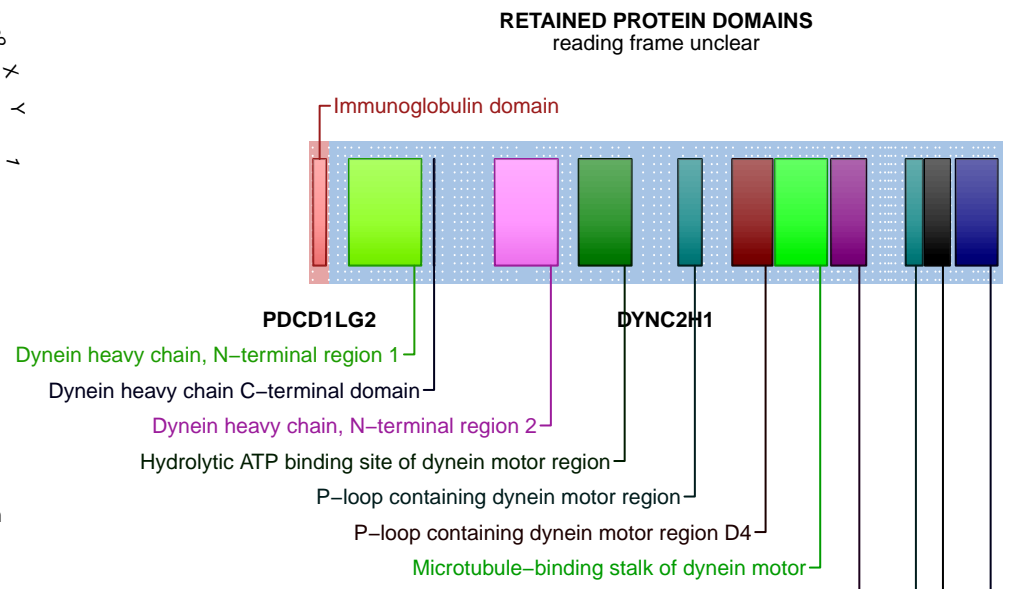 RETAINED PROTEIN DOMAINS
reading frame unclear
X
Y
1
Immunoglobulin domain
PDCD1LG2
DYNC2H1
Dynein heavy chain, N−terminal region 1
Dynein heavy chain C−terminal domain
Dynein heavy chain, N−terminal region 2
Hydrolytic ATP binding site of dynein motor region
P−loop containing dynein motor region
P−loop containing dynein motor region D4
Microtubule−binding stalk of dynein motor